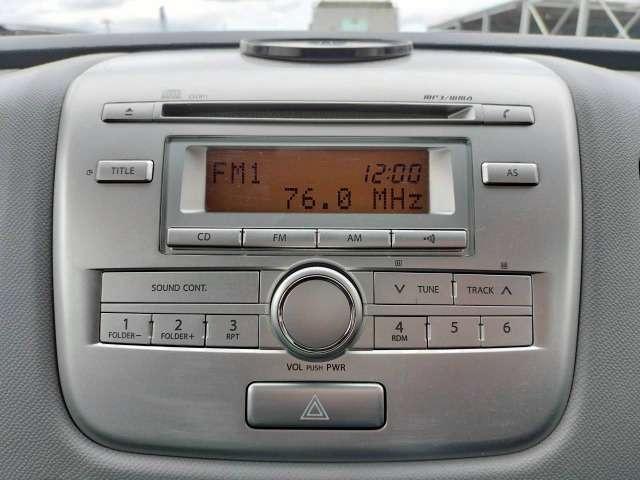 MP3/WMA
TITLE
FM1 12:00
76.0 MHz
AS
CD FM AM
SOUND CONT.
TUNE TRACK
1 2 3 4 5 6
FOLDER− FOLDER+ RPT RDM
VOL PUSH PWR